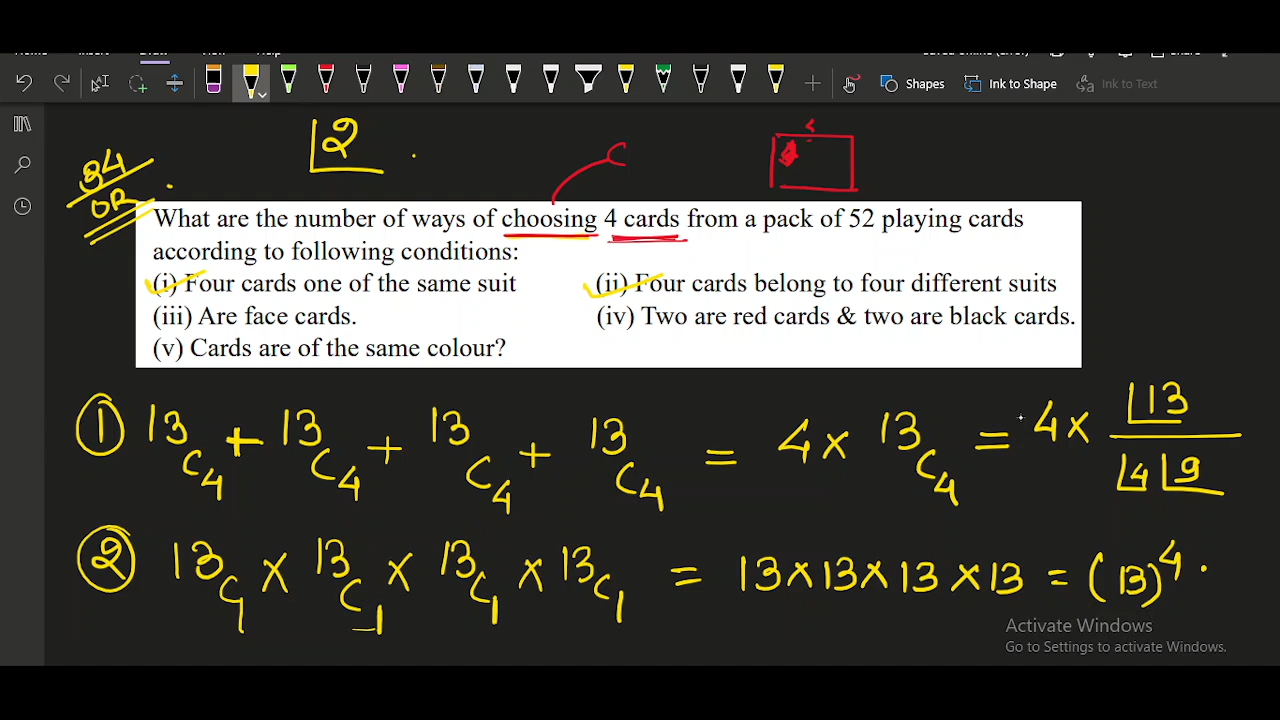 Shapes Ink to Shape Ink to Text
|2 .
34
OR
C
What are the number of ways of choosing 4 cards from a pack of 52 playing cards
according to following conditions:
(i) Four cards one of the same suit (ii) Four cards belong to four different suits
(iii) Are face cards. (iv) Two are red cards & two are black cards.
(v) Cards are of the same colour?
① 13C4 + 13C4 + 13C4 + 13C4 = 4 × 13C4 = 4 × |13 / |4 |9
② 13C1 × 13C1 × 13C1 × 13C1 = 13 × 13 × 13 × 13 = (13)^4 .
Activate Windows
Go to Settings to activate Windows.